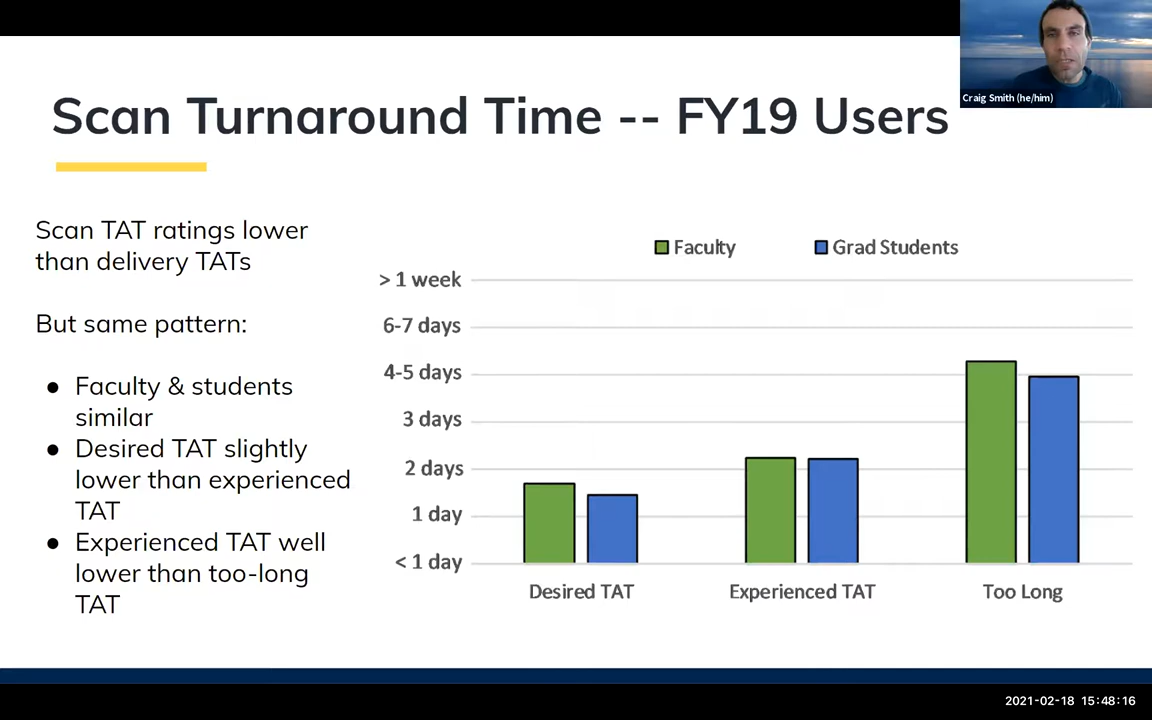 Craig Smith (he/him)
Scan Turnaround Time -- FY19 Users
Scan TAT ratings lower
than delivery TATs
But same pattern:
● Faculty & students
similar
● Desired TAT slightly
lower than experienced
TAT
● Experienced TAT well
lower than too-long
TAT
Faculty Grad Students
> 1 week
6-7 days
4-5 days
3 days
2 days
1 day
< 1 day
Desired TAT Experienced TAT Too Long
2021-02-18 15:48:16